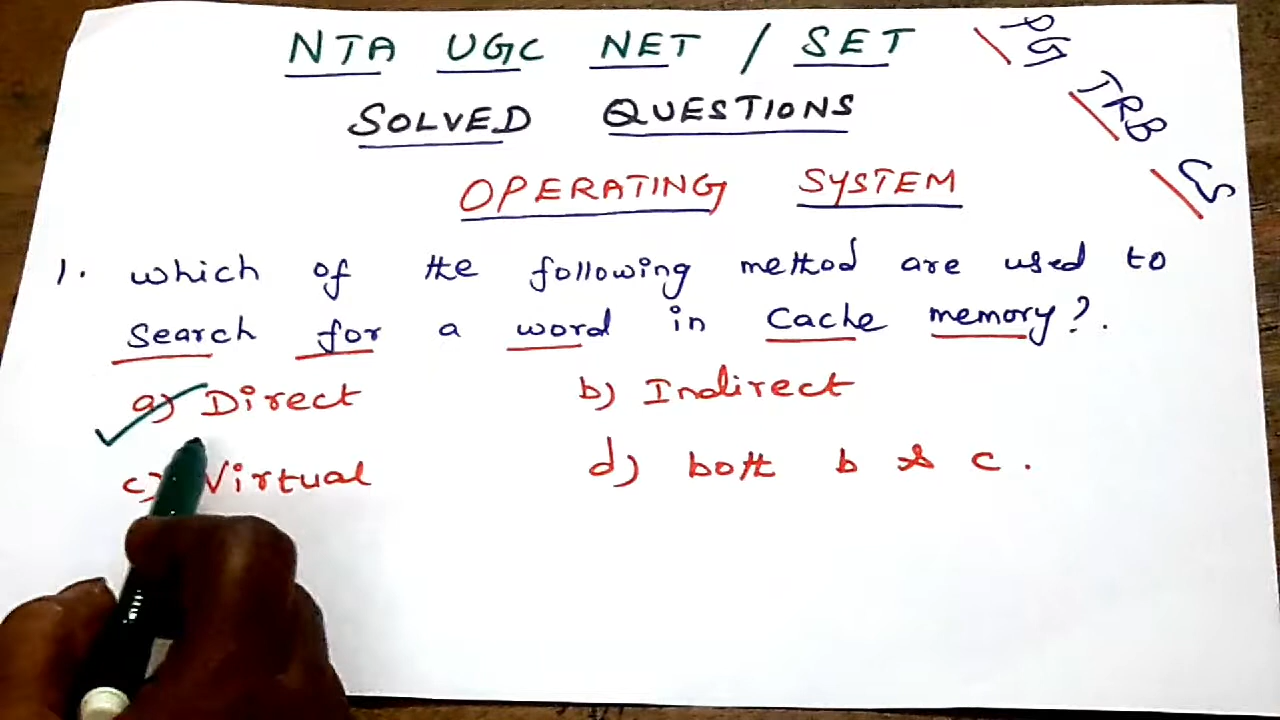 NTA UGC NET / SET
PG TRB CS
SOLVED QUESTIONS
OPERATING SYSTEM
1. which of the following method are used to
search for a word in Cache memory?.
a) Direct b) Indirect
c) Virtual d) both b & c.